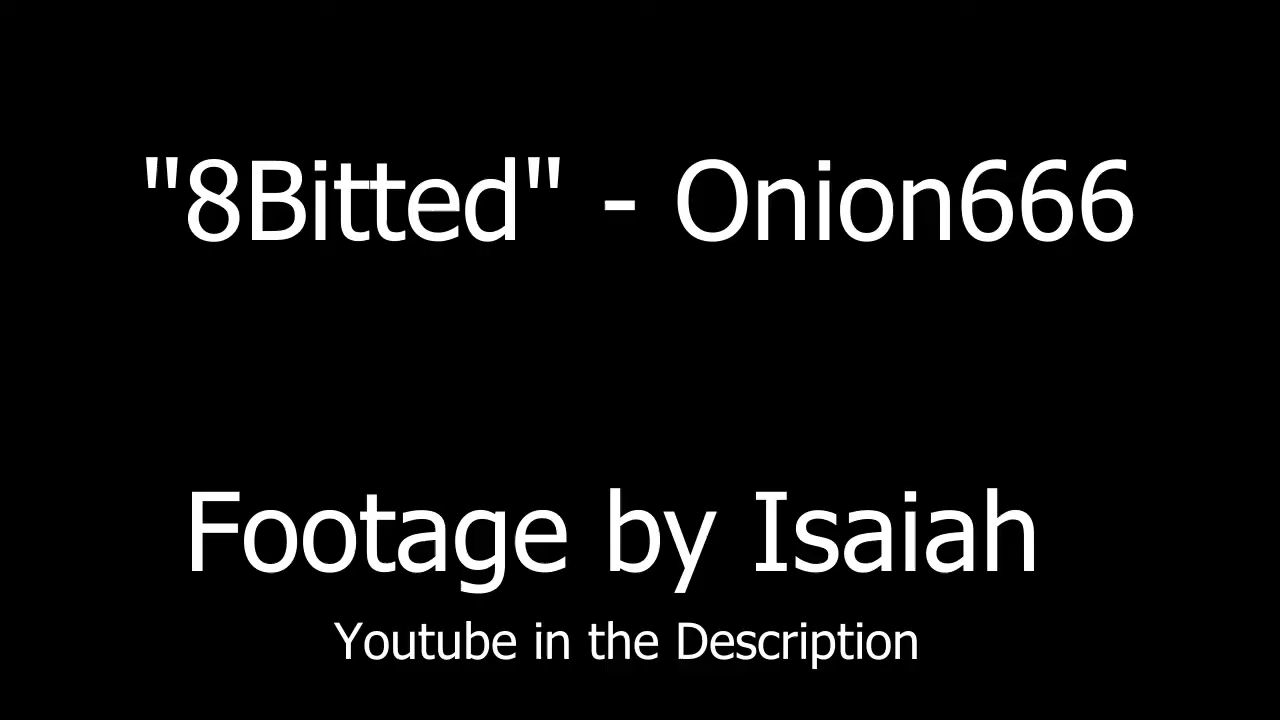 "8Bitted" - Onion666
Footage by Isaiah
Youtube in the Description